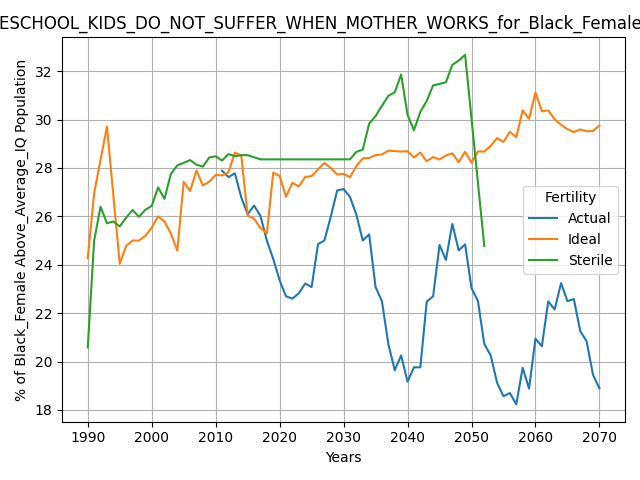 ESCHOOL_KIDS_DO_NOT_SUFFER_WHEN_MOTHER_WORKS_for_Black_Female
% of Black_Female Above_Average_IQ Population
32
30
28
26
24
22
20
18
Fertility
Actual
Ideal
Sterile
1990 2000 2010 2020 2030 2040 2050 2060 2070
Years